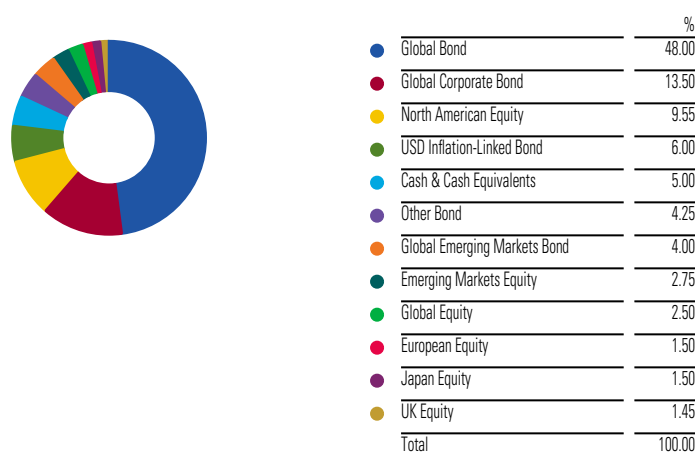 %
Global Bond 48.00
Global Corporate Bond 13.50
North American Equity 9.55
USD Inflation-Linked Bond 6.00
Cash & Cash Equivalents 5.00
Other Bond 4.25
Global Emerging Markets Bond 4.00
Emerging Markets Equity 2.75
Global Equity 2.50
European Equity 1.50
Japan Equity 1.50
UK Equity 1.45
Total 100.00